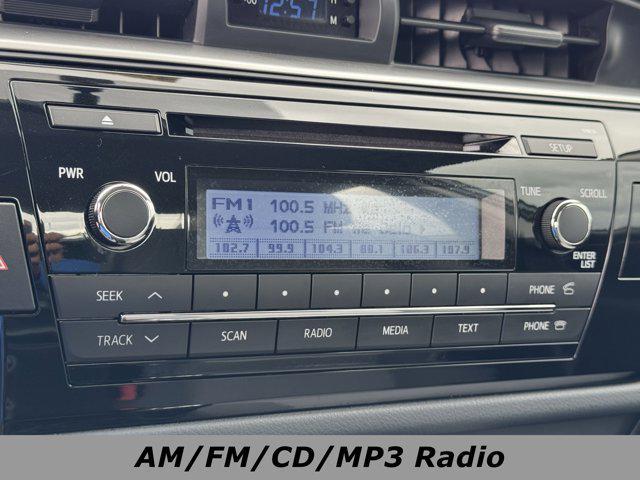 12:57
SETUP
PWR
VOL
TUNE
SCROLL
FM1 100.5 MHz
100.5 FM
102.7 99.9 104.3 88.1 106.3 107.9
ENTER
LIST
SEEK
PHONE
TRACK
SCAN
RADIO
MEDIA
TEXT
PHONE
AM/FM/CD/MP3 Radio